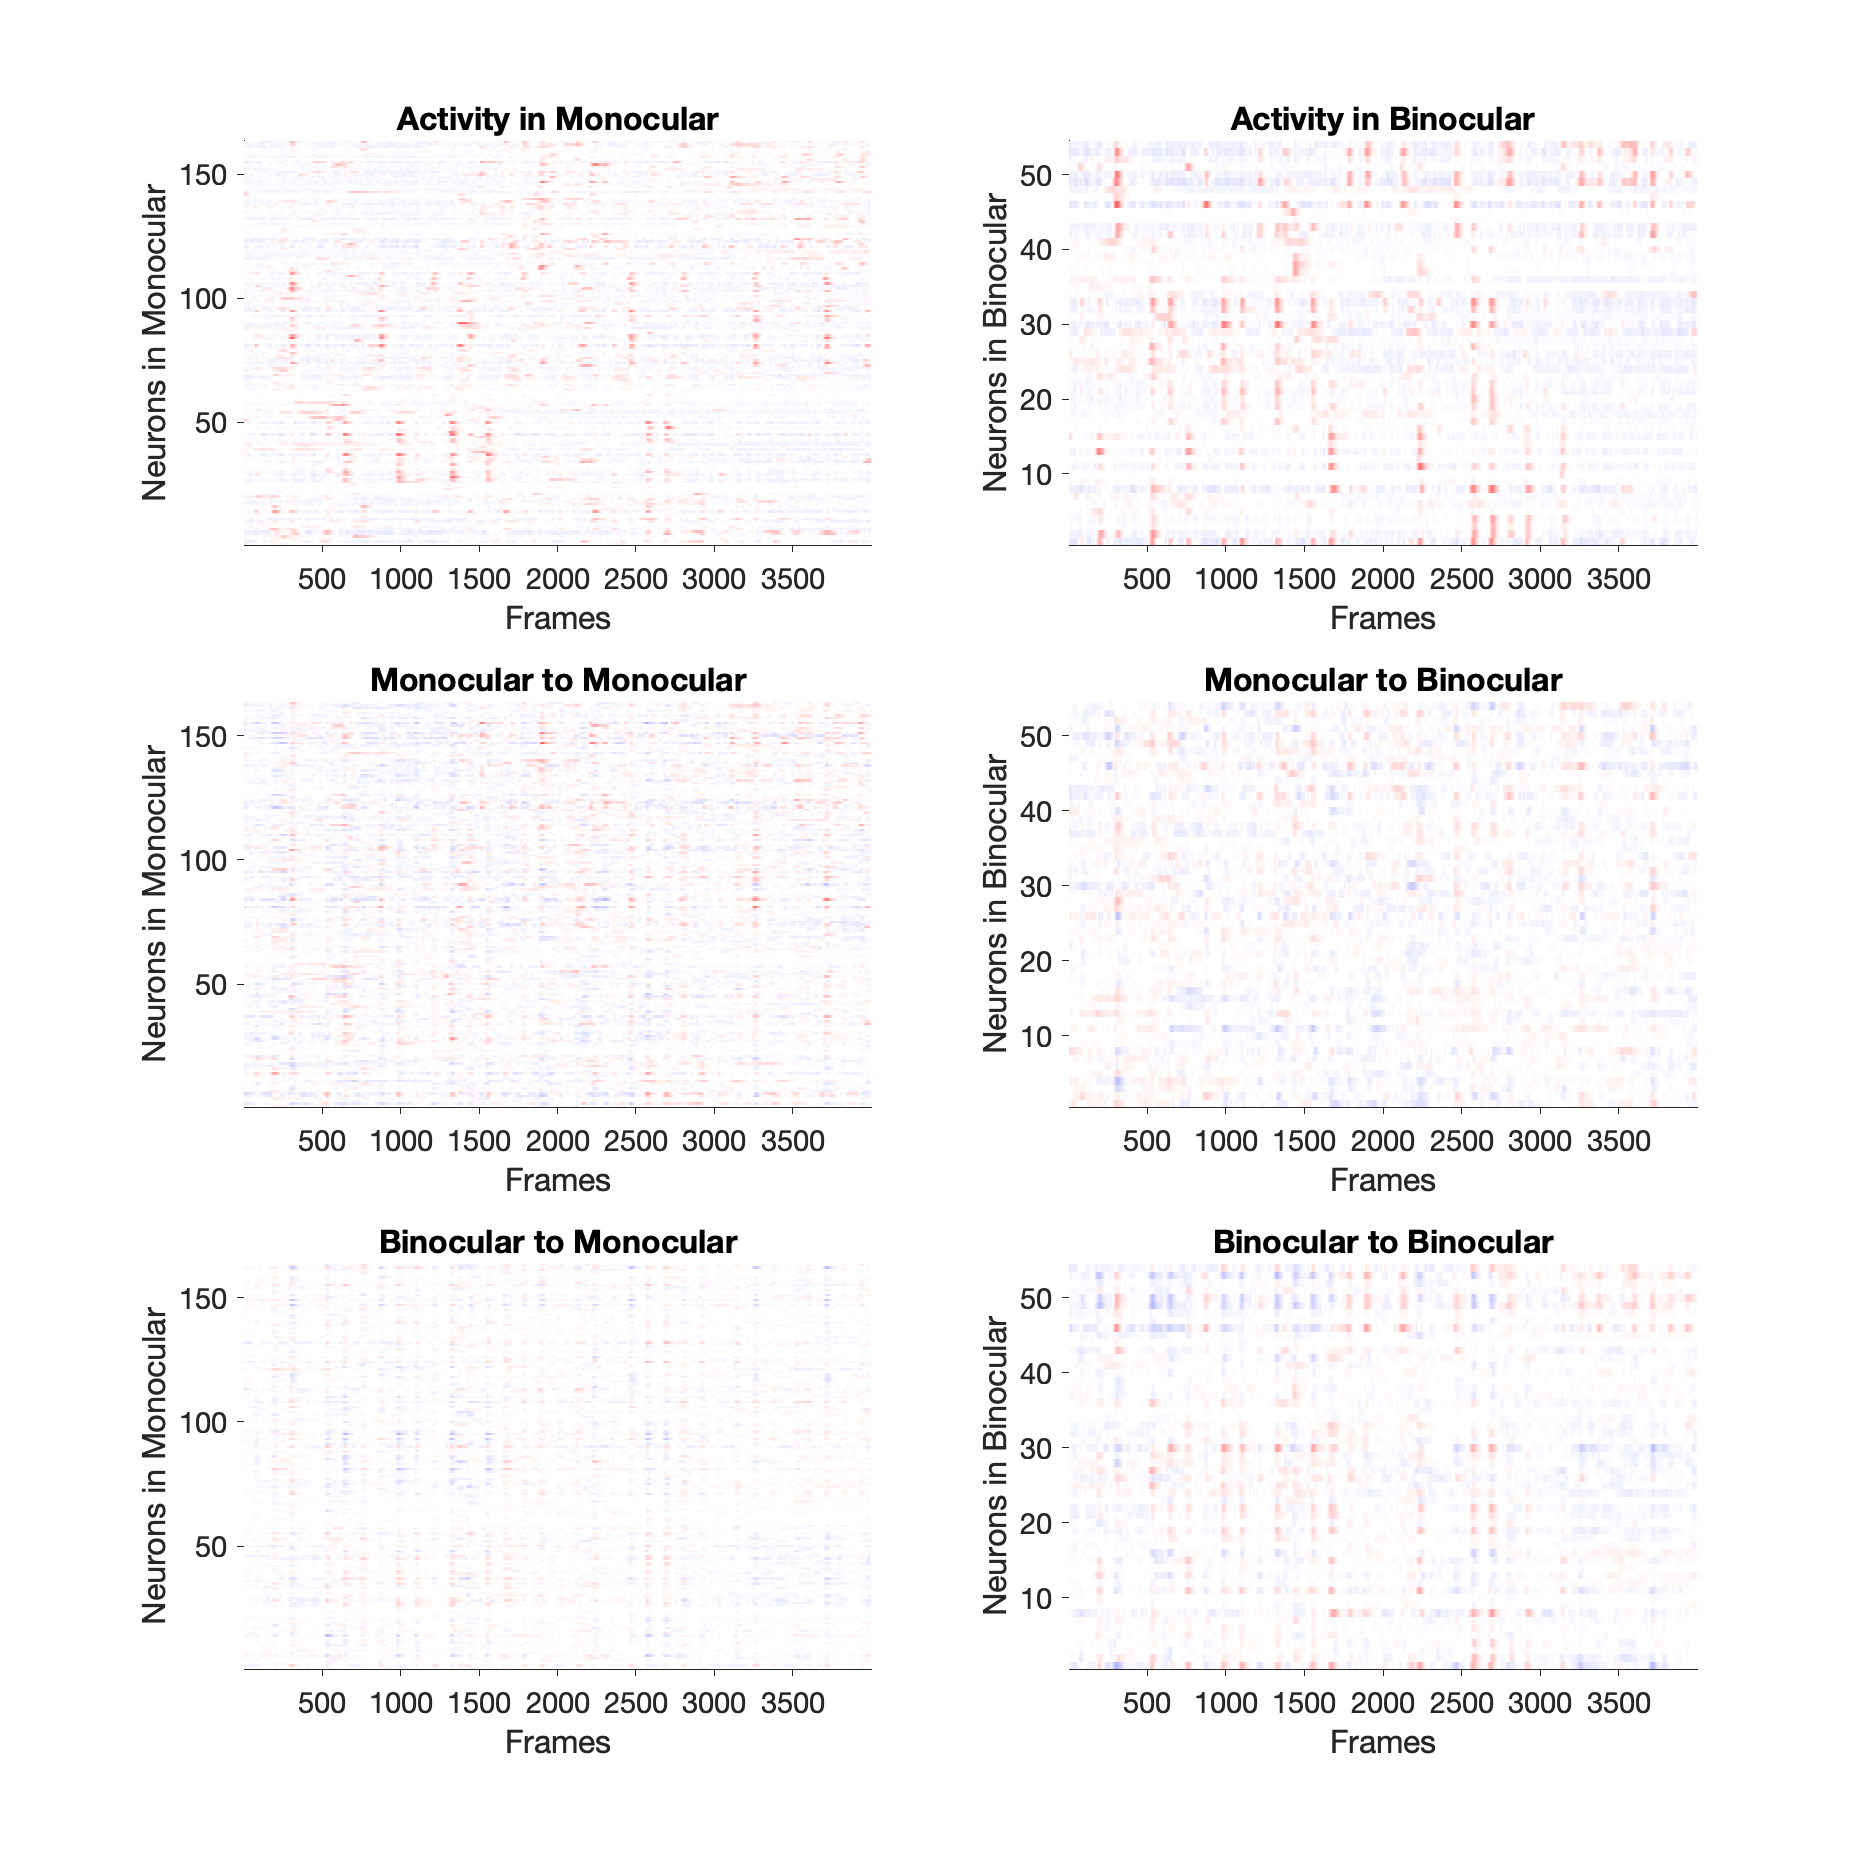 Activity in Monocular
Neurons in Monocular
150
100
50
500 1000 1500 2000 2500 3000 3500
Frames
Activity in Binocular
Neurons in Binocular
50
40
30
20
10
500 1000 1500 2000 2500 3000 3500
Frames
Monocular to Monocular
Neurons in Monocular
150
100
50
500 1000 1500 2000 2500 3000 3500
Frames
Monocular to Binocular
Neurons in Binocular
50
40
30
20
10
500 1000 1500 2000 2500 3000 3500
Frames
Binocular to Monocular
Neurons in Monocular
150
100
50
500 1000 1500 2000 2500 3000 3500
Frames
Binocular to Binocular
Neurons in Binocular
50
40
30
20
10
500 1000 1500 2000 2500 3000 3500
Frames